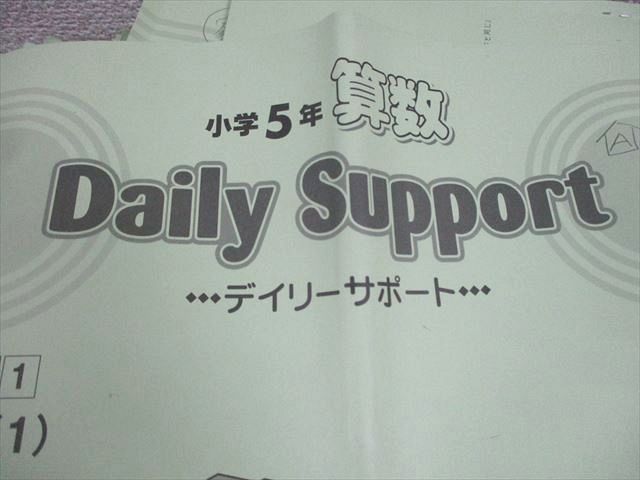 小学5年 算数
Daily Support
…デイリーサポート…
A
1
1)